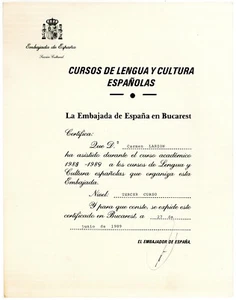 Embajada de España
Sección Cultural
CURSOS DE LENGUA Y CULTURA
ESPAÑOLAS
La Embajada de España en Bucarest
Certifica:
Que D.ª Carmen
ha asistido durante el curso académico
1988 - 1989 a los cursos de Lengua y
Cultura españolas que organiza esta
Embajada.
Nivel: TERCER CURSO
Y para que conste, se expide este
certificado en Bucarest, a 27 de
junio de 1989
EL EMBAJADOR DE ESPAÑA,